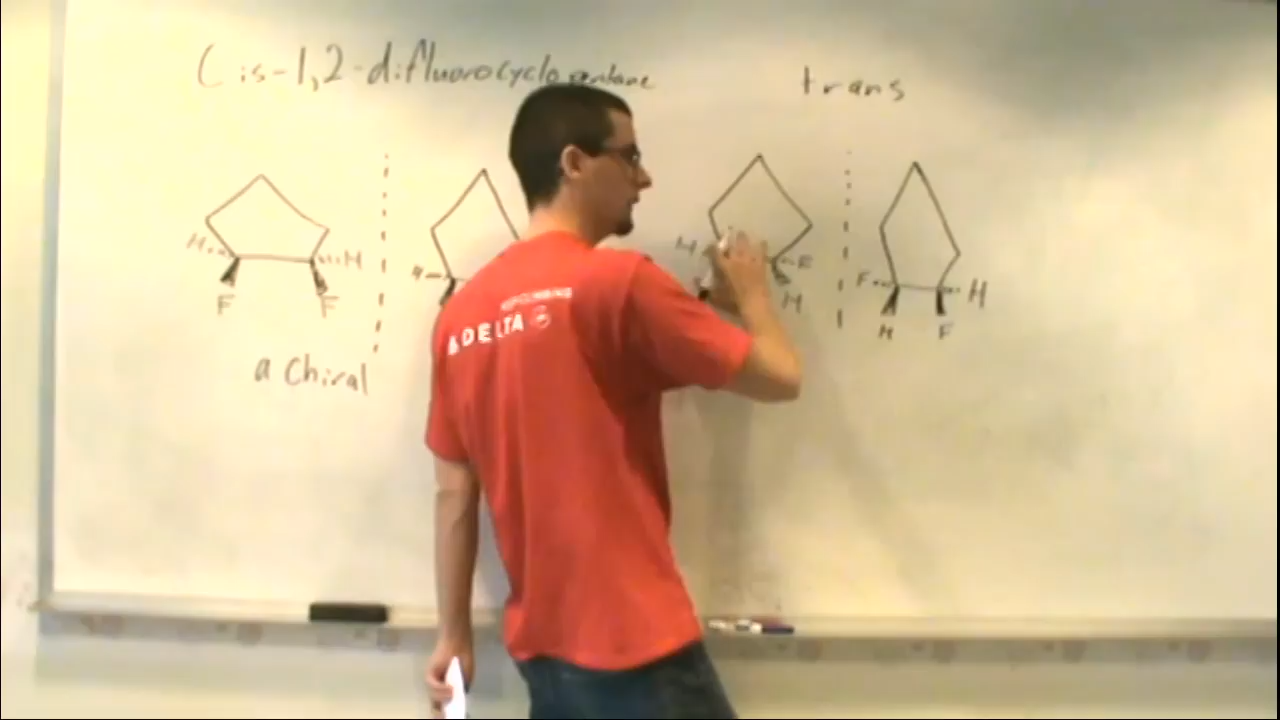 Cis-1,2-difluorocyclopentane
trans
H H
F F
H F
H
F H
H F
a chiral
DELTA